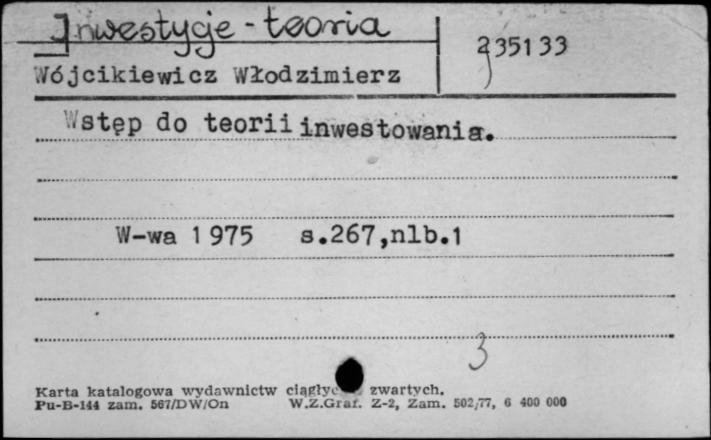 Inwestycje - teoria
235133
Wójcikiewicz Włodzimierz
Wstęp do teorii inwestowania.
W-wa 1975 s.267,nlb.1
3
Karta katalogowa wydawnictw zwartych.
Pu-B-144 zam. 567/DW/On W.Z.Graf. Z-2, Zam. 502/77, 6 400 000